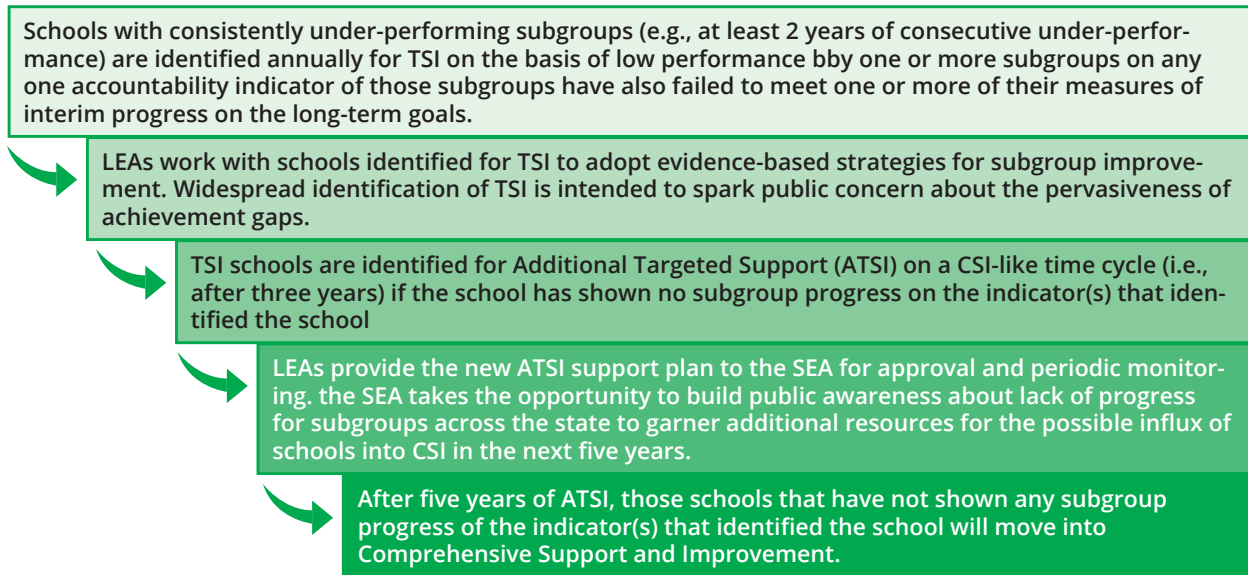 Schools with consistently under-performing subgroups (e.g., at least 2 years of consecutive under-perfor-
mance) are identified annually for TSI on the basis of low performance bby one or more subgroups on any
one accountability indicator of those subgroups have also failed to meet one or more of their measures of
interim progress on the long-term goals.
LEAs work with schools identified for TSI to adopt evidence-based strategies for subgroup improve-
ment. Widespread identification of TSI is intended to spark public concern about the pervasiveness of
achievement gaps.
TSI schools are identified for Additional Targeted Support (ATSI) on a CSI-like time cycle (i.e.,
after three years) if the school has shown no subgroup progress on the indicator(s) that iden-
tified the school
LEAs provide the new ATSI support plan to the SEA for approval and periodic monitor-
ing. the SEA takes the opportunity to build public awareness about lack of progress
for subgroups across the state to garner additional resources for the possible influx of
schools into CSI in the next five years.
After five years of ATSI, those schools that have not shown any subgroup
progress of the indicator(s) that identified the school will move into
Comprehensive Support and Improvement.